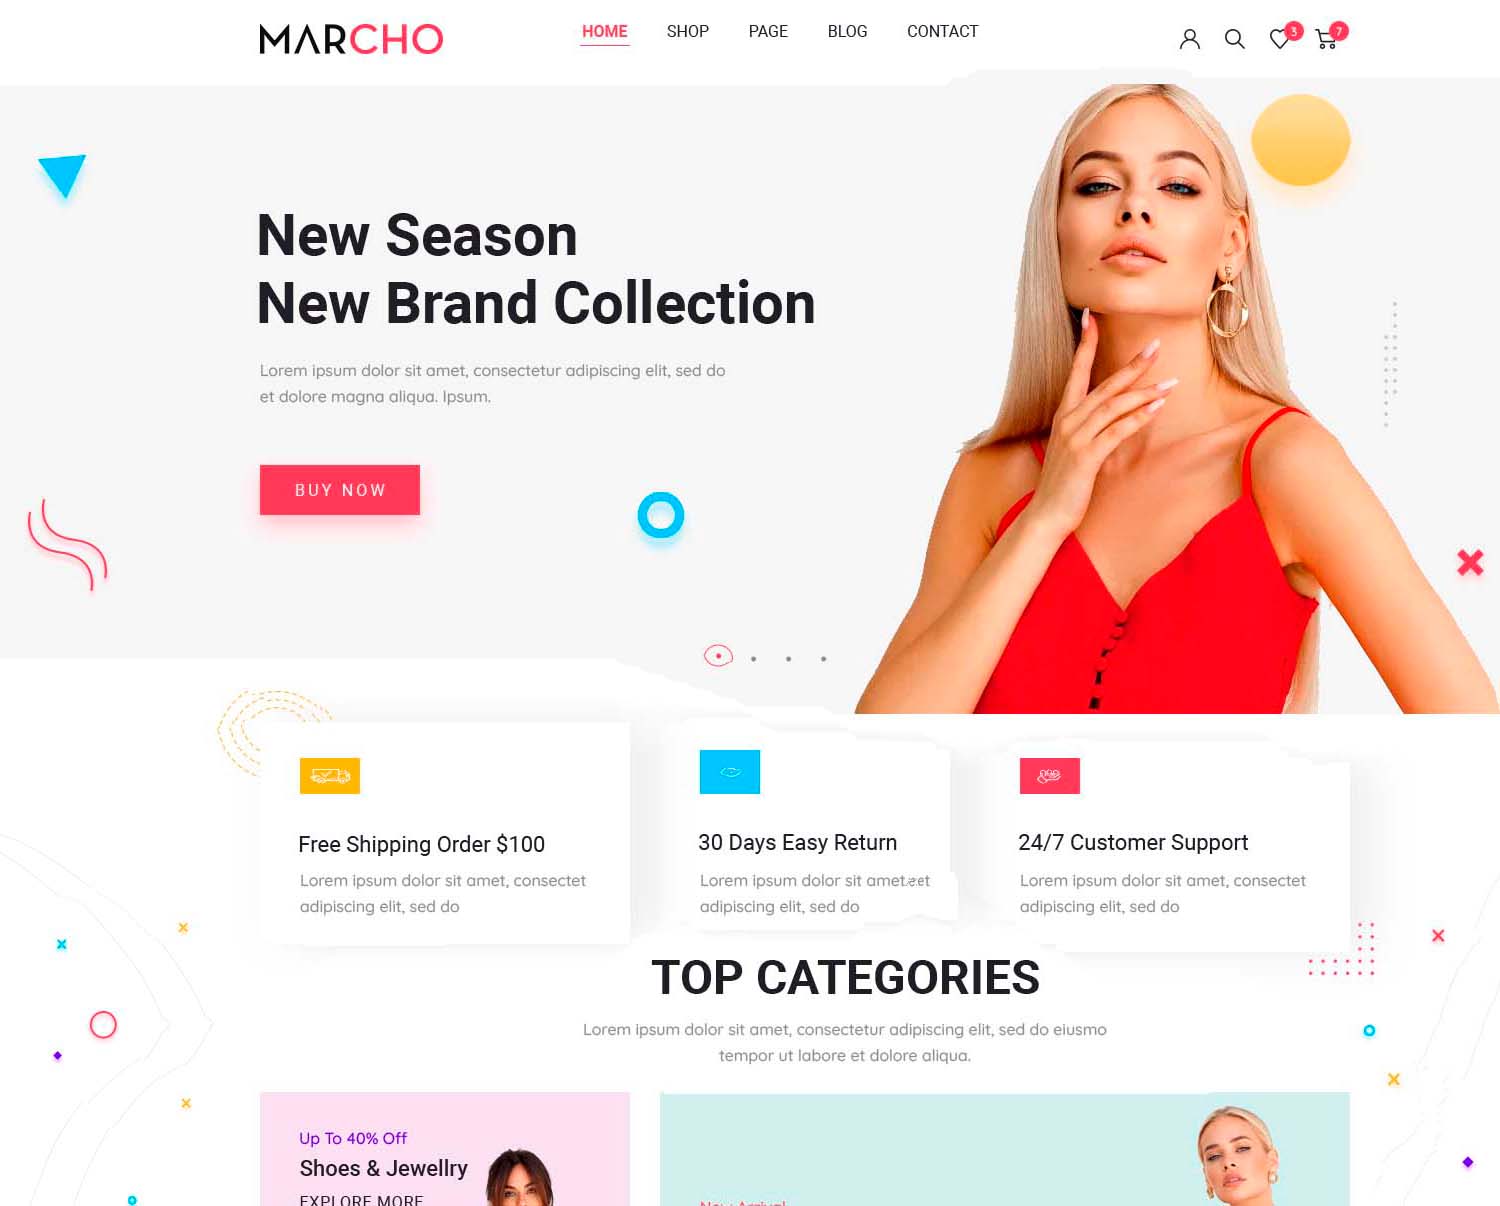 MARCHO
HOME SHOP PAGE BLOG CONTACT
3 7
New Season
New Brand Collection
Lorem ipsum dolor sit amet, consectetur adipiscing elit, sed do
et dolore magna aliqua. Ipsum.
BUY NOW
Free Shipping Order $100
Lorem ipsum dolor sit amet, consectet
adipiscing elit, sed do
30 Days Easy Return
Lorem ipsum dolor sit amet
adipiscing elit, sed do
24/7 Customer Support
Lorem ipsum dolor sit amet, consectetur
adipiscing elit, sed do
TOP CATEGORIES
Lorem ipsum dolor sit amet, consectetur adipiscing elit, sed do eiusmo
tempor ut labore et dolore aliqua.
Up To 40% Off
Shoes & Jewellry
EXPLORE MORE
New Arrival